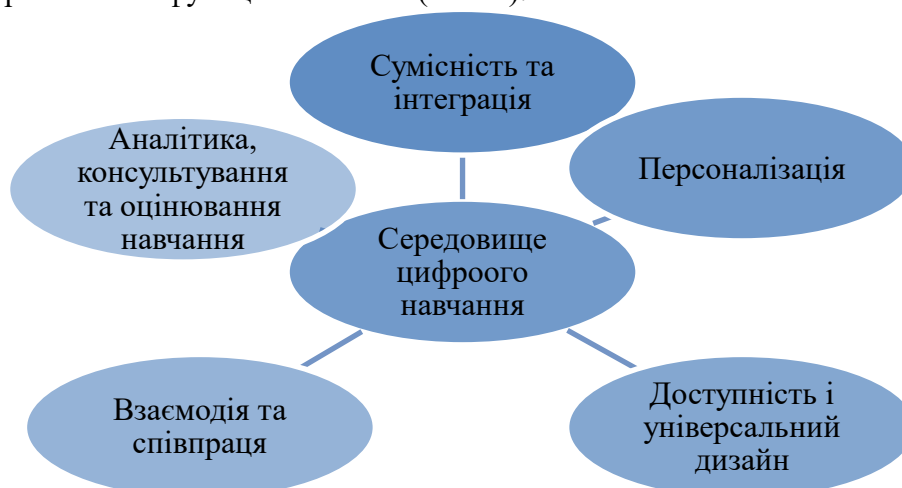 Сумісність та
інтеграція
Аналітика,
консультування
та оцінювання
навчання
Персоналізація
Середовище
цифроого
навчання
Взаємодія та
співпраця
Доступність і
універсальний
дизайн